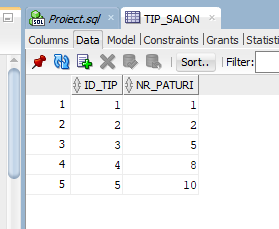 SQL Proiect.sql TIP_SALON
Columns Data Model Constraints Grants Statisti
Sort.. Filter:
ID_TIP NR_PATURI
1 1 1
2 2 2
3 3 5
4 4 8
5 5 10